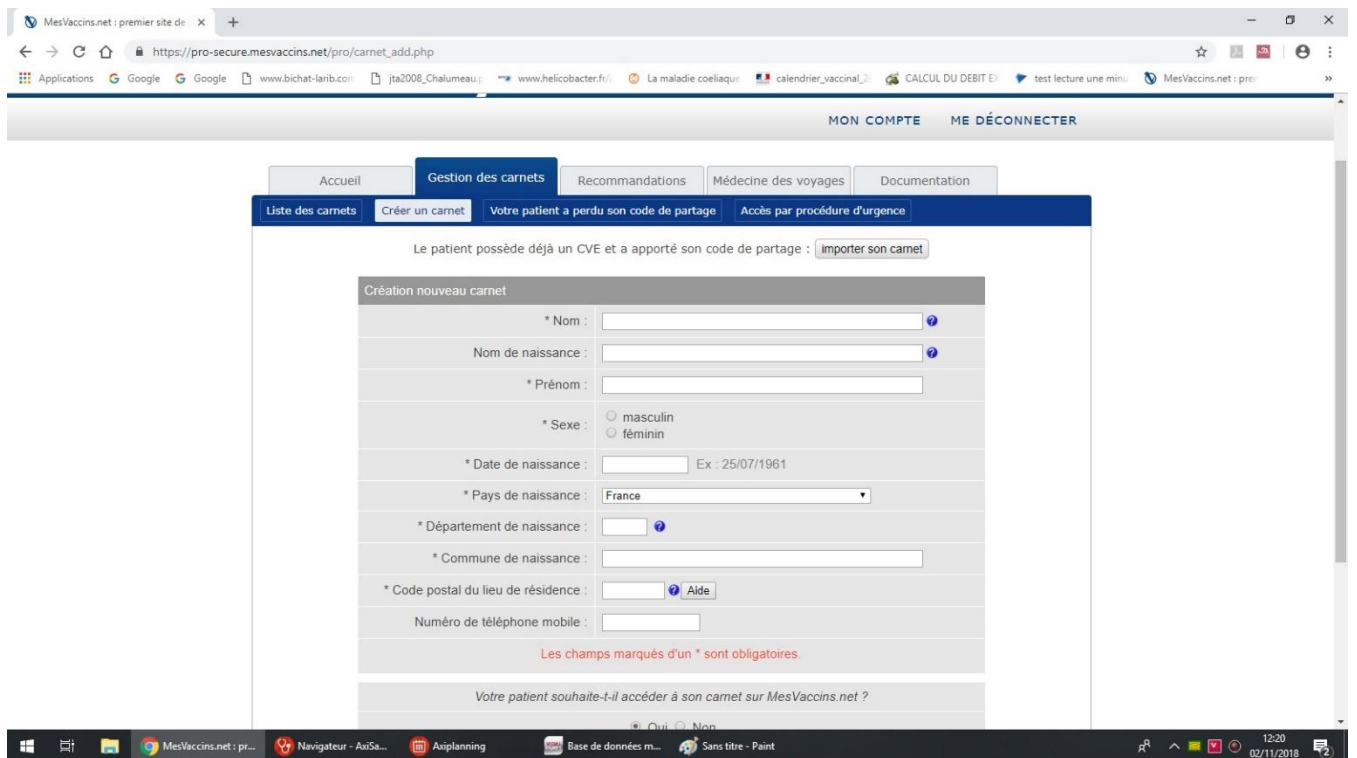 MesVaccins.net : premier site de
https://pro-secure.mesvaccins.net/pro/carnet_add.php
Applications Google Google www.bichat-larib.com jta2008_Chalumeau.p www.helicobacter.fr/ La maladie coeliaque calendrier_vaccinal_2 CALCUL DU DEBIT E test lecture une minu MesVaccins.net : pre »
MON COMPTE ME DÉCONNECTER
Accueil Gestion des carnets Recommandations Médecine des voyages Documentation
Liste des carnets Créer un carnet Votre patient a perdu son code de partage Accès par procédure d'urgence
Le patient possède déjà un CVE et a apporté son code de partage : importer son carnet
Création nouveau carnet
* Nom :
Nom de naissance :
* Prénom :
* Sexe : masculin
féminin
* Date de naissance : Ex : 25/07/1961
* Pays de naissance : France
* Département de naissance :
* Commune de naissance :
* Code postal du lieu de résidence : Aide
Numéro de téléphone mobile :
Les champs marqués d'un * sont obligatoires.
Votre patient souhaite-t-il accéder à son carnet sur MesVaccins.net ?
Oui Non
MesVaccins.net : pr... Navigateur - AxiSa... Axiplanning Base de données m... Sans titre - Paint 12:20
02/11/2018